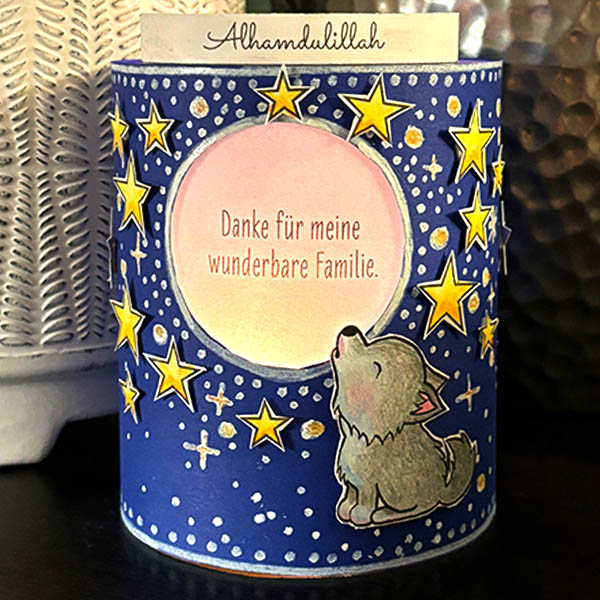 Alhamdulillah
Danke für meine
wunderbare Familie.